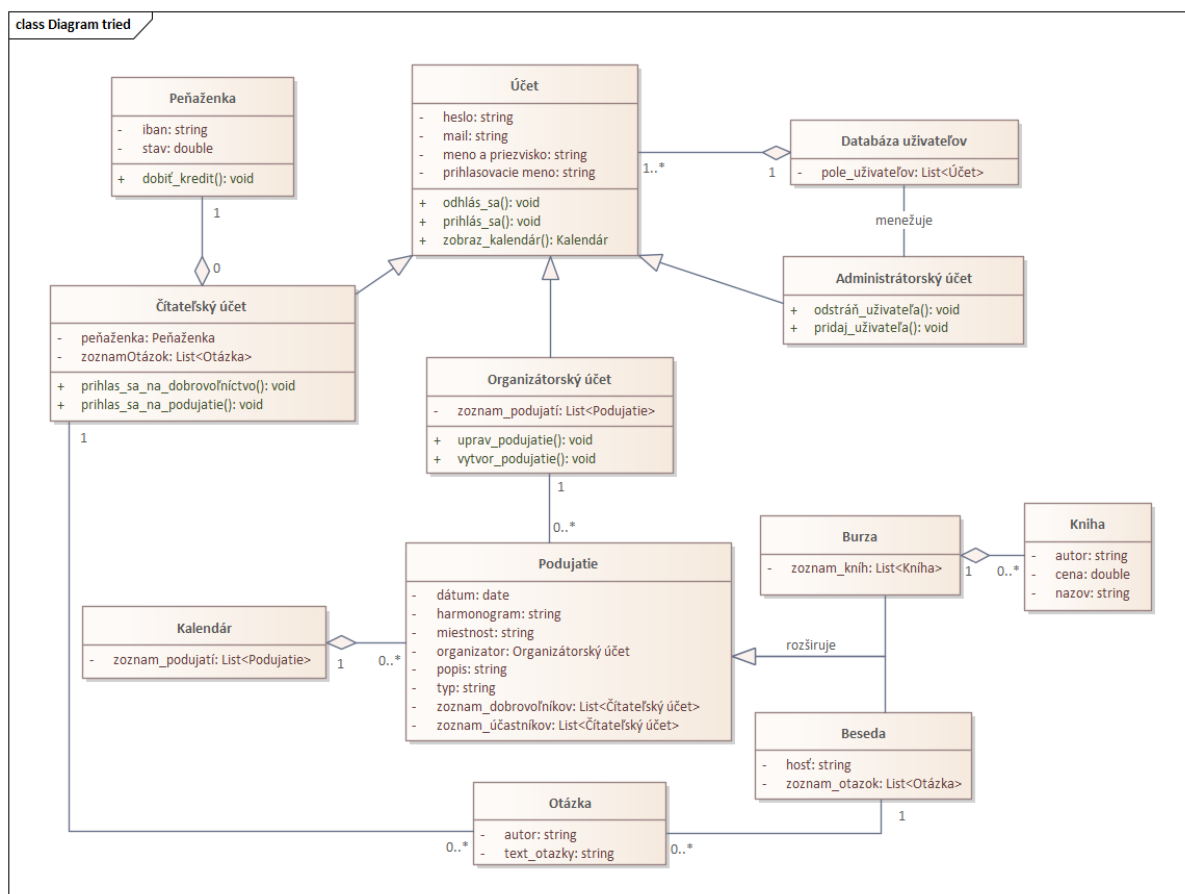 class Diagram tried
Peňaženka
- iban: string
- stav: double
+ dobiť_kredit(): void
1
0
Účet
- heslo: string
- mail: string
- meno a priezvisko: string
- prihlasovacie meno: string
+ odhlás_sa(): void
+ prihlás_sa(): void
+ zobraz_kalendár(): Kalendár
1..*
1
Databáza uživateľov
- pole_uživateľov: List<Účet>
menežuje
Administrátorský účet
+ odstráň_uživateľa(): void
+ pridaj_uživateľa(): void
Čítateľský účet
- peňaženka: Peňaženka
- zoznamOtázok: List<Otázka>
+ prihlas_sa_na_dobrovoľníctvo(): void
+ prihlas_sa_na_podujatie(): void
1
Organizátorský účet
- zoznam_podujatí: List<Podujatie>
+ uprav_podujatie(): void
+ vytvor_podujatie(): void
1
0..*
Podujatie
- dátum: date
- harmonogram: string
- miestnost: string
- organizator: Organizátorský účet
- popis: string
- typ: string
- zoznam_dobrovoľníkov: List<Čítateľský účet>
- zoznam_účastníkov: List<Čítateľský účet>
Kalendár
- zoznam_podujatí: List<Podujatie>
1
0..*
Burza
- zoznam_kníh: List<Kníha>
1
0..*
Kniha
- autor: string
- cena: double
- nazov: string
rozširuje
Beseda
- hosť: string
- zoznam_otazok: List<Otázka>
1
Otázka
- autor: string
- text_otazky: string
0..*
0..*